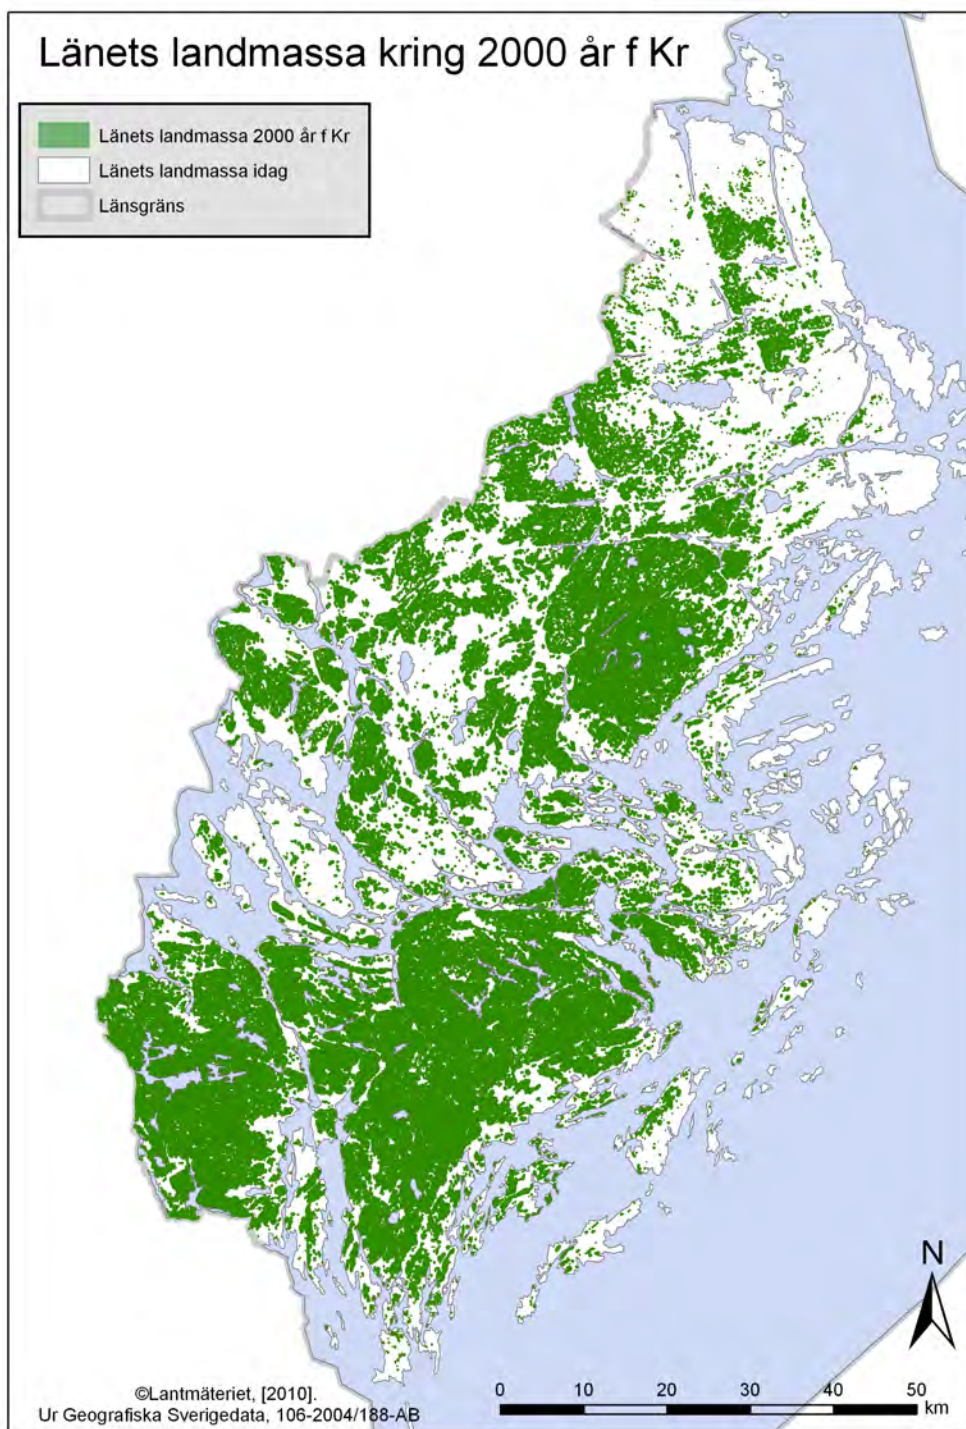 Länets landmassa kring 2000 år f Kr
Länets landmassa 2000 år f Kr
Länets landmassa idag
Länsgräns
N
0 10 20 30 40 50
km
©Lantmäteriet, [2010].
Ur Geografiska Sverigedata, 106-2004/188-AB